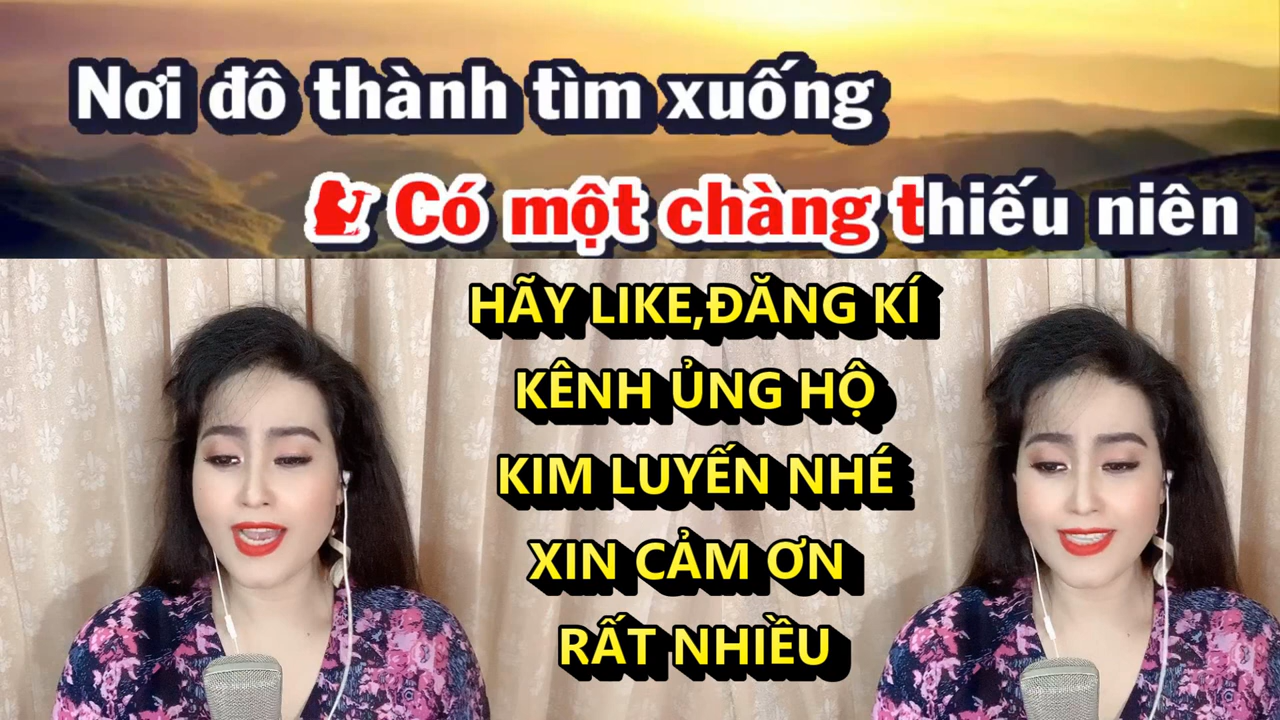 Nơi đô thành tìm xuống
Có một chàng thiếu niên
HÃY LIKE,ĐĂNG KÍ
KÊNH ỦNG HỘ
KIM LUYẾN NHÉ
XIN CẢM ƠN
RẤT NHIỀU